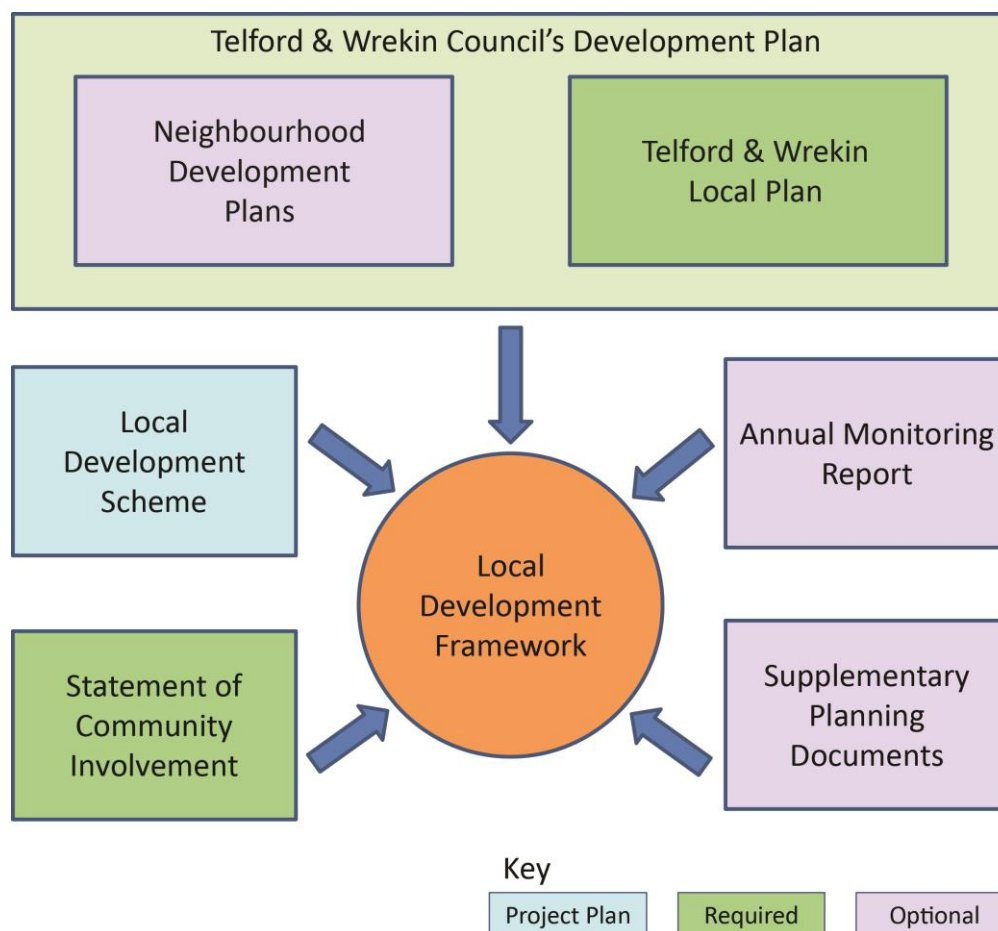 Telford & Wrekin Council’s Development Plan
Neighbourhood
Development
Plans
Telford & Wrekin
Local Plan
Local
Development
Scheme
Annual Monitoring
Report
Local
Development
Framework
Statement of
Community
Involvement
Supplementary
Planning
Documents
Key
Project Plan
Required
Optional